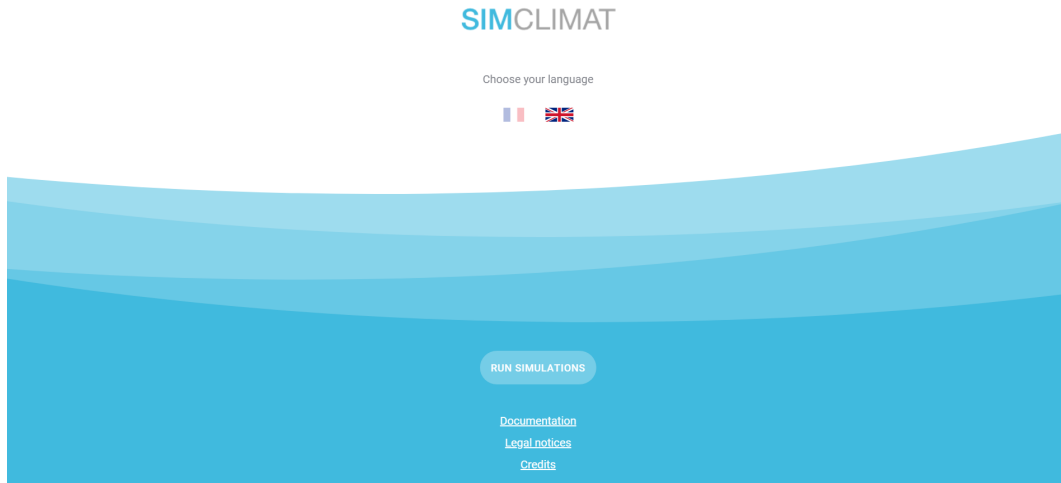 SIMCLIMAT
Choose your language
RUN SIMULATIONS
Documentation
Legal notices
Credits